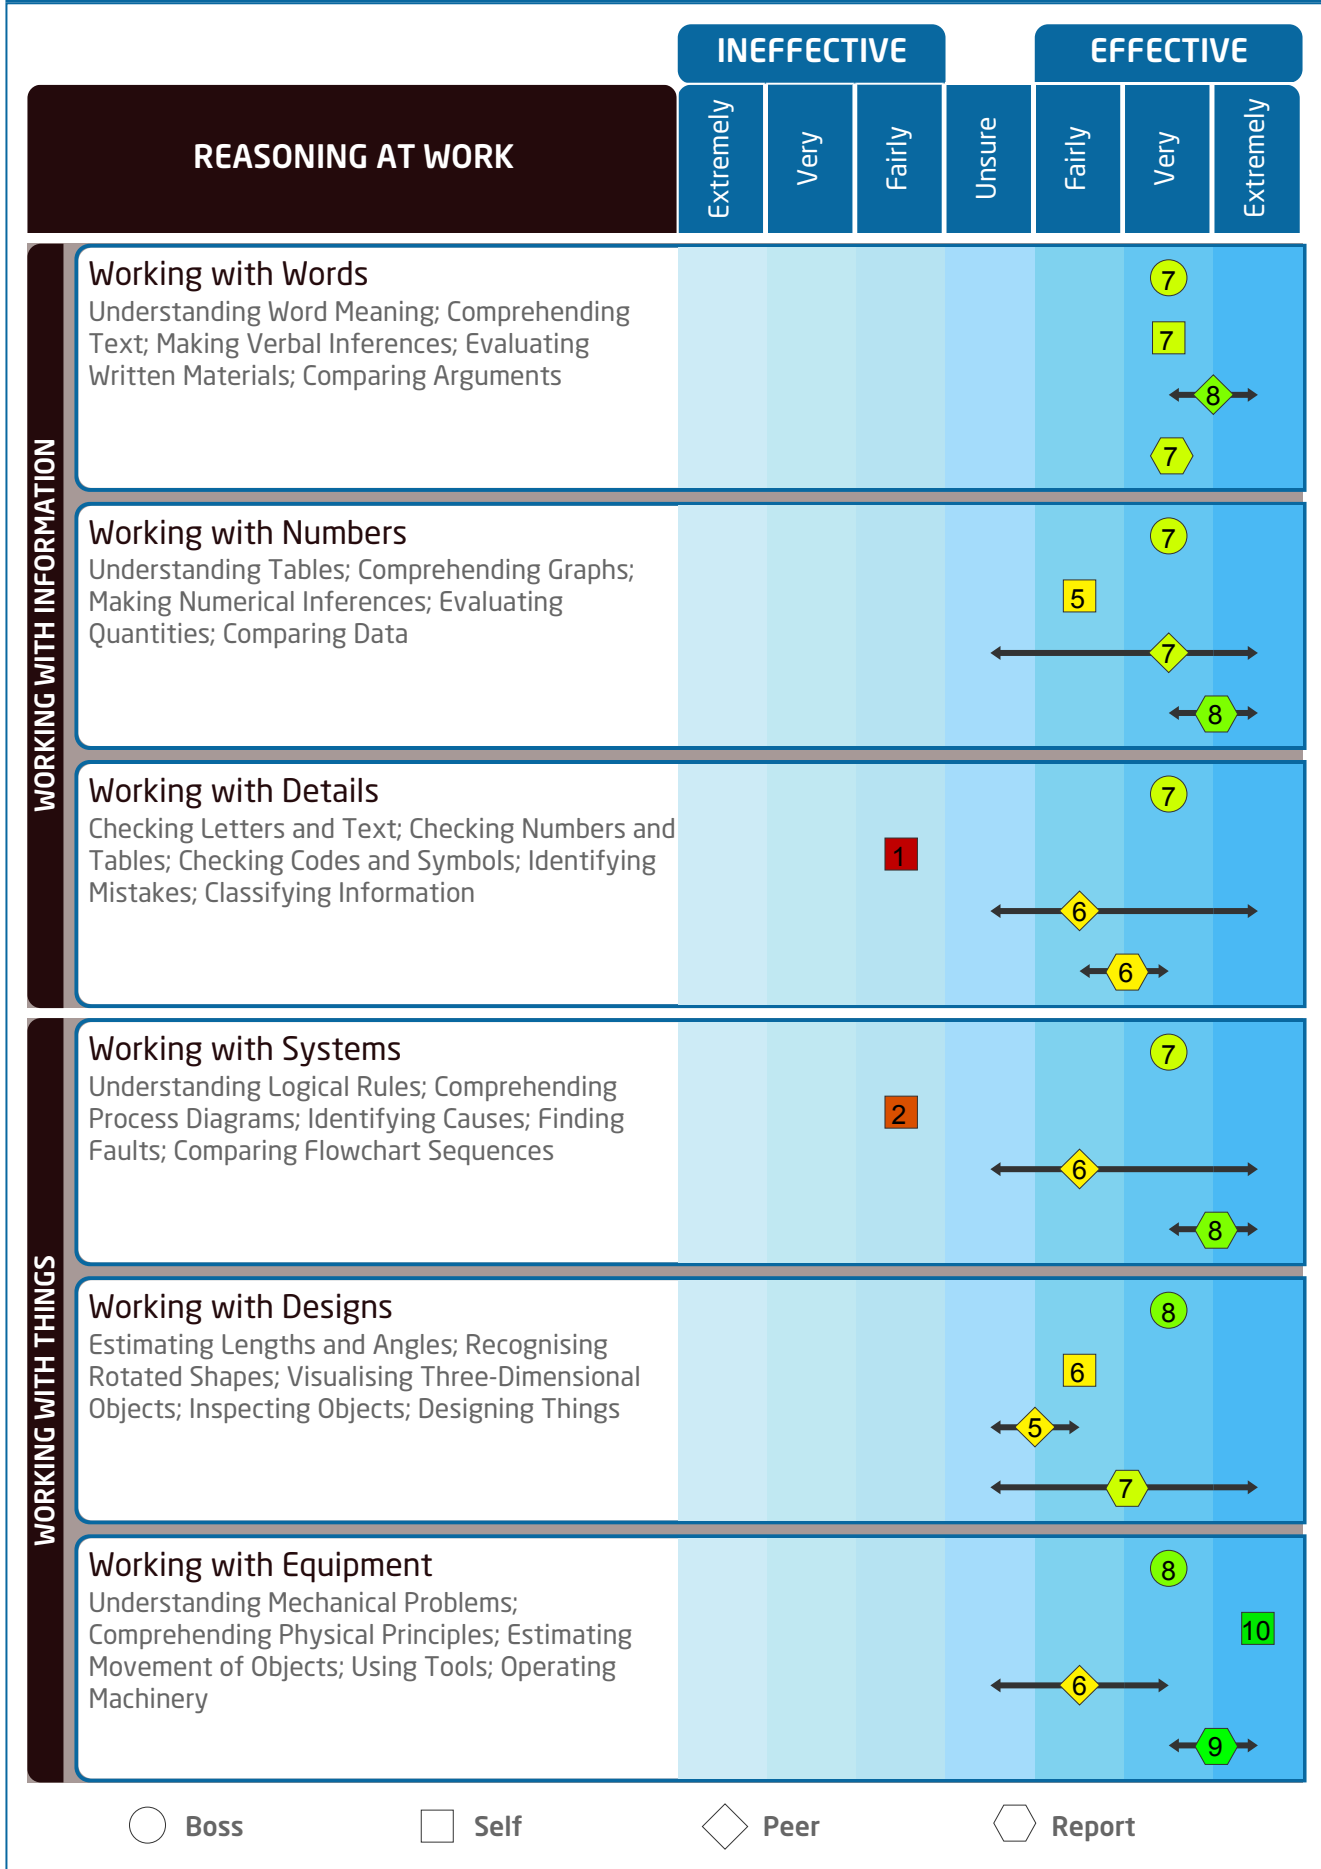 INEFFECTIVE
EFFECTIVE
REASONING AT WORK
Extremely
Very
Fairly
Unsure
Fairly
Very
Extremely
WORKING WITH INFORMATION
Working with Words
Understanding Word Meaning; Comprehending
Text; Making Verbal Inferences; Evaluating
Written Materials; Comparing Arguments
7
7
8
7
Working with Numbers
Understanding Tables; Comprehending Graphs;
Making Numerical Inferences; Evaluating
Quantities; Comparing Data
7
5
7
8
Working with Details
Checking Letters and Text; Checking Numbers and
Tables; Checking Codes and Symbols; Identifying
Mistakes; Classifying Information
7
1
6
6
WORKING WITH THINGS
Working with Systems
Understanding Logical Rules; Comprehending
Process Diagrams; Identifying Causes; Finding
Faults; Comparing Flowchart Sequences
7
2
6
8
Working with Designs
Estimating Lengths and Angles; Recognising
Rotated Shapes; Visualising Three-Dimensional
Objects; Inspecting Objects; Designing Things
8
6
5
7
Working with Equipment
Understanding Mechanical Problems;
Comprehending Physical Principles; Estimating
Movement of Objects; Using Tools; Operating
Machinery
8
10
6
9
Boss
Self
Peer
Report